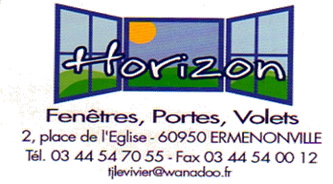 Horizon
Fenêtres, Portes, Volets
2, place de l'Eglise - 60950 ERMENONVILLE
Tél. 03 44 54 70 55 - Fax 03 44 54 00 12
tjlevivier@wanadoo.fr